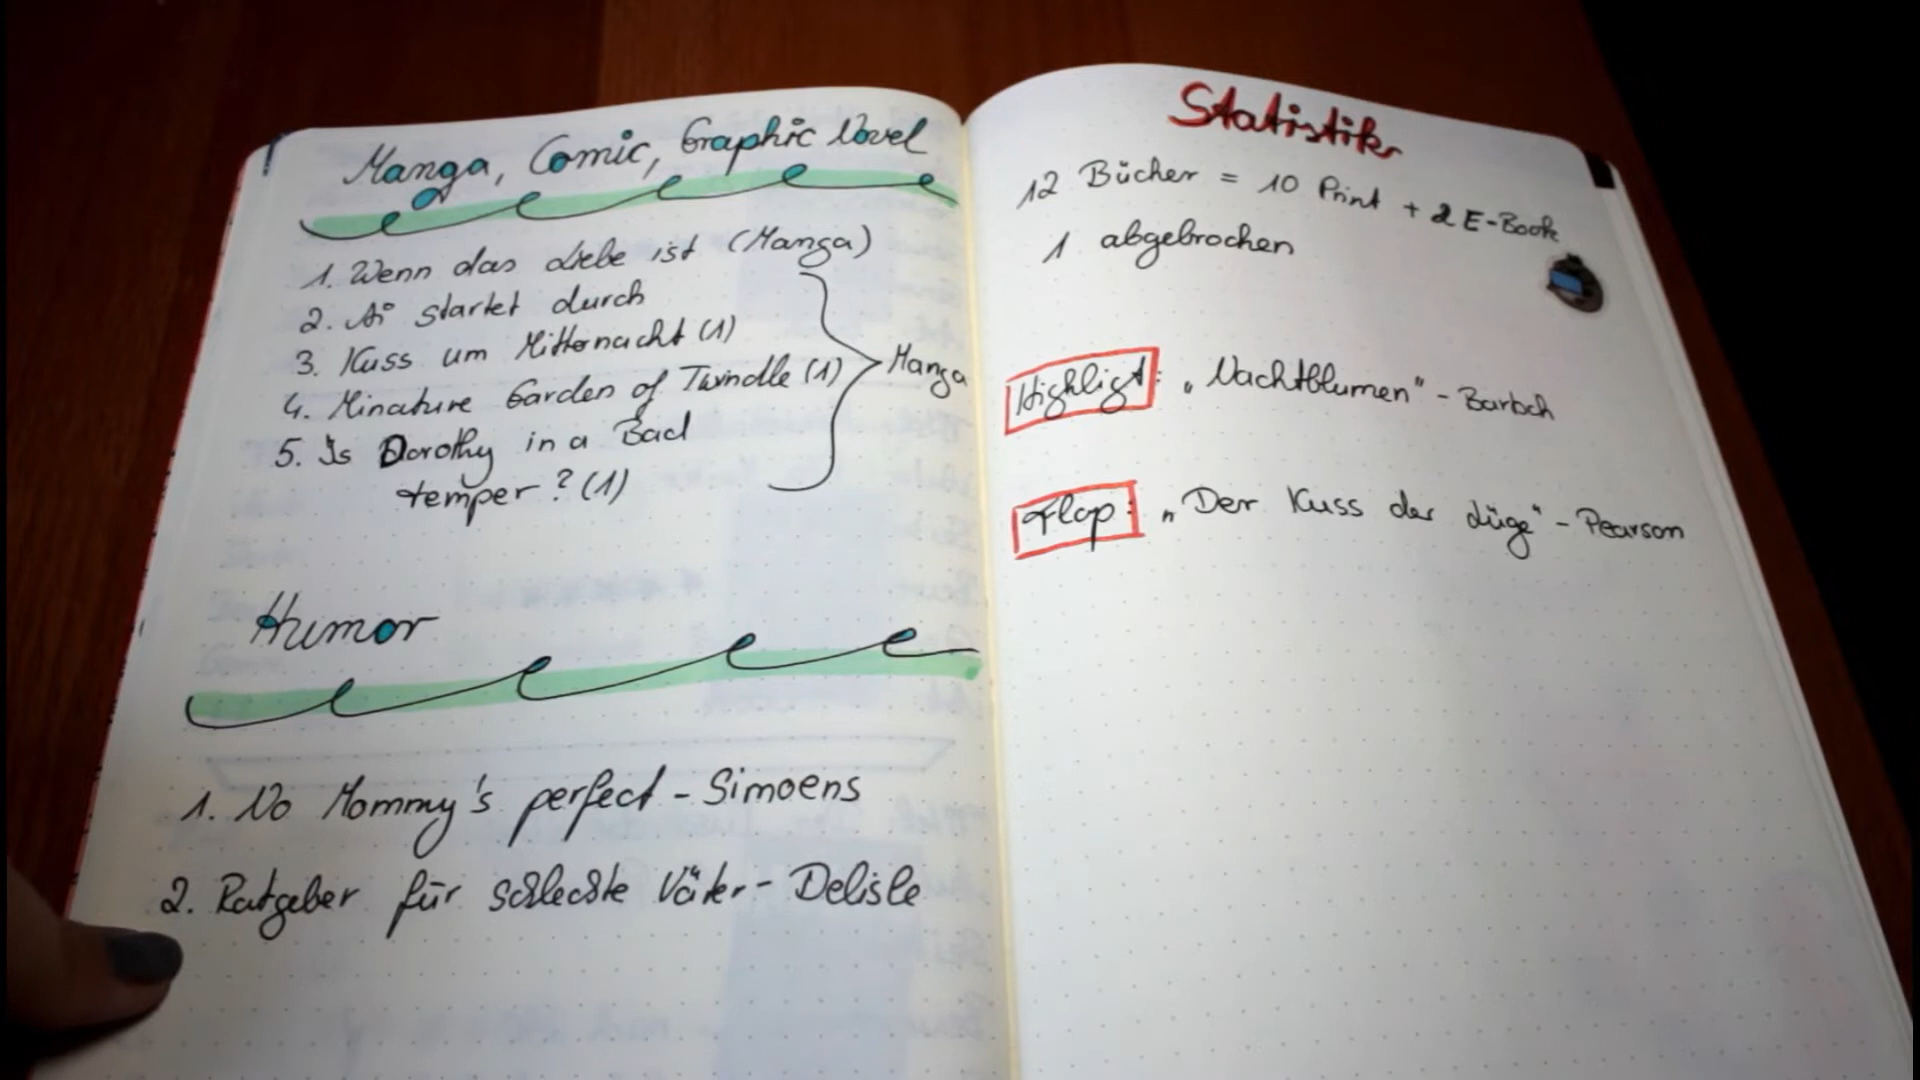 Manga, Comic, Graphic Novel
1. Wenn das Liebe ist (Manga)
2. Ai startet durch
3. Kuss um Mitternacht (1)
4. Minature Garden of Twindle (1)
5. Is Dorothy in a Bad
temper? (1)
Manga
Humor
1. No Mommy's perfect - Simoens
2. Ratgeber für schlechte Väter - Delisle
Statistik
12 Bücher = 10 Print + 2 E-Book
1 abgebrochen
Highligt: „Nachtblumen" - Bartsch
Flop: „Der Kuss der Lüge" - Pearson